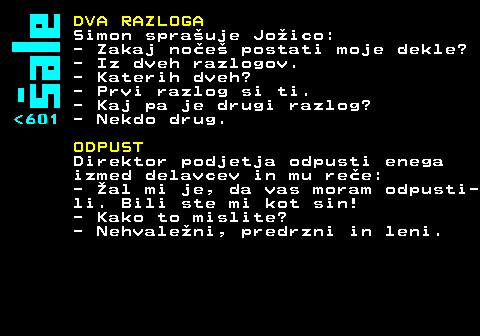 Šale
<601
DVA RAZLOGA
Simon sprašuje Jožico:
- Zakaj nočeš postati moje dekle?
- Iz dveh razlogov.
- Katerih dveh?
- Prvi razlog si ti.
- Kaj pa je drugi razlog?
- Nekdo drug.
ODPUST
Direktor podjetja odpusti enega
izmed delavcev in mu reče:
- Žal mi je, da vas moram odpusti-
li. Bili ste mi kot sin!
- Kako to mislite?
- Nehvaležni, predrzni in leni.